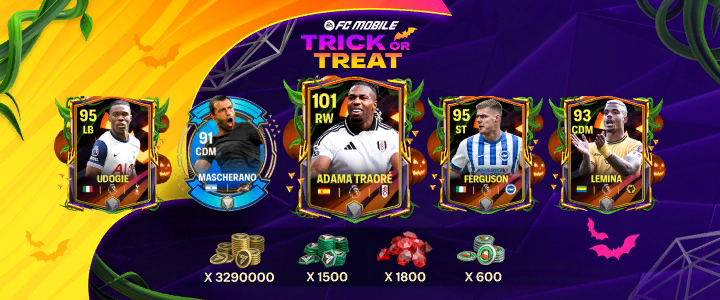 EA FC MOBILE
TRICK OR
TREAT
95
LB
UDOGIE
91
CDM
MASCHERANO
101
RW
ADAMA TRAORÉ
95
ST
FERGUSON
93
CDM
LEMINA
X 3290000
X 1500
X 1800
X 600